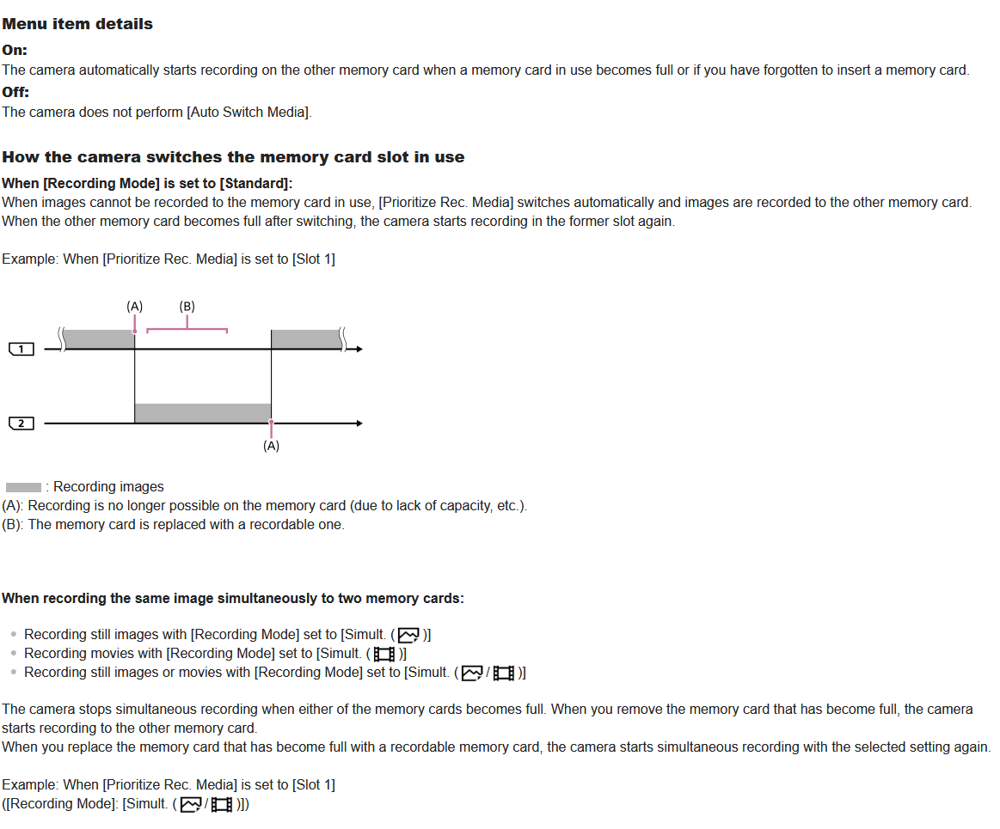 Menu item details
On:
The camera automatically starts recording on the other memory card when a memory card in use becomes full or if you have forgotten to insert a memory card.
Off:
The camera does not perform [Auto Switch Media].
How the camera switches the memory card slot in use
When [Recording Mode] is set to [Standard]:
When images cannot be recorded to the memory card in use, [Prioritize Rec. Media] switches automatically and images are recorded to the other memory card.
When the other memory card becomes full after switching, the camera starts recording in the former slot again.
Example: When [Prioritize Rec. Media] is set to [Slot 1]
(A) (B)
1
2
(A)
: Recording images
(A): Recording is no longer possible on the memory card (due to lack of capacity, etc.).
(B): The memory card is replaced with a recordable one.
When recording the same image simultaneously to two memory cards:
Recording still images with [Recording Mode] set to [Simult. ( )]
Recording movies with [Recording Mode] set to [Simult. ( )]
Recording still images or movies with [Recording Mode] set to [Simult. ( / )]
The camera stops simultaneous recording when either of the memory cards becomes full. When you remove the memory card that has become full, the camera
starts recording to the other memory card.
When you replace the memory card that has become full with a recordable memory card, the camera starts simultaneous recording with the selected setting again.
Example: When [Prioritize Rec. Media] is set to [Slot 1]
([Recording Mode]: [Simult. ( / )])